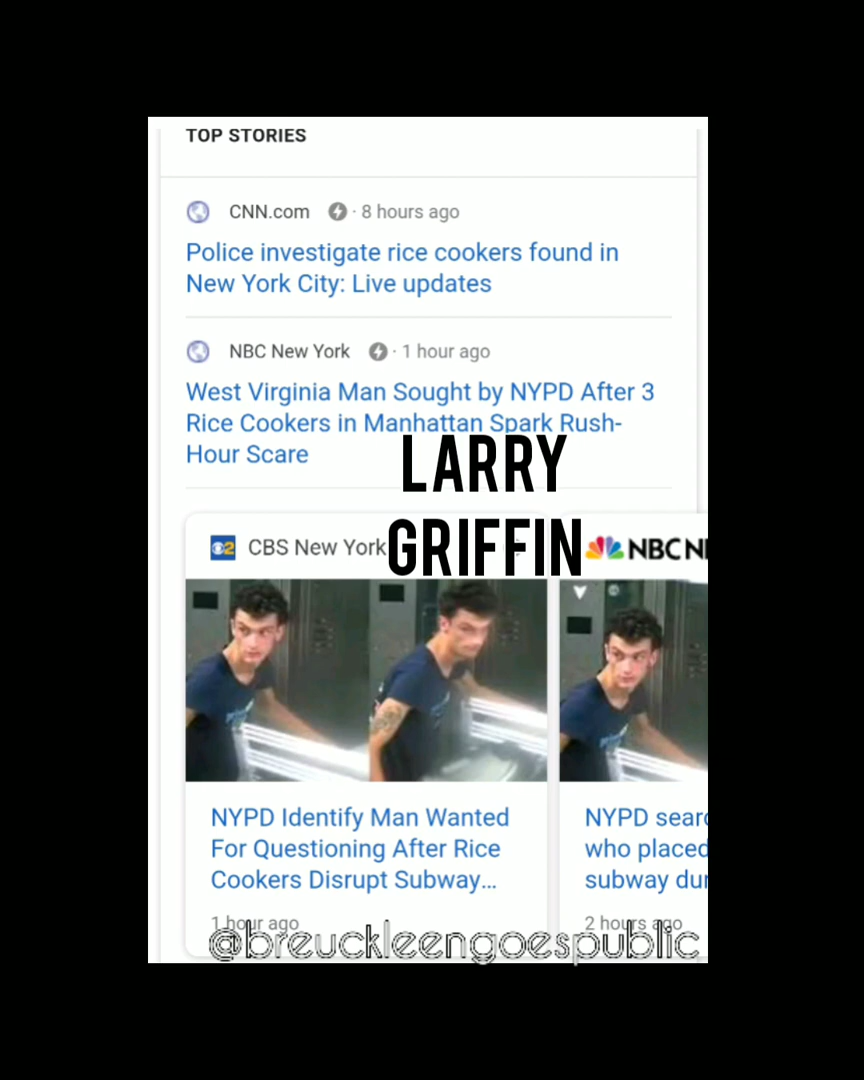 TOP STORIES
CNN.com · 8 hours ago
Police investigate rice cookers found in
New York City: Live updates
NBC New York · 1 hour ago
West Virginia Man Sought by NYPD After 3
Rice Cookers in Manhattan Spark Rush-
Hour Scare
LARRY
GRIFFIN
2 CBS New York
NBC N
NYPD Identify Man Wanted
For Questioning After Rice
Cookers Disrupt Subway...
1 hour ago
NYPD sear
who placed
subway du
2 hours ago
@breuckleengoespublic